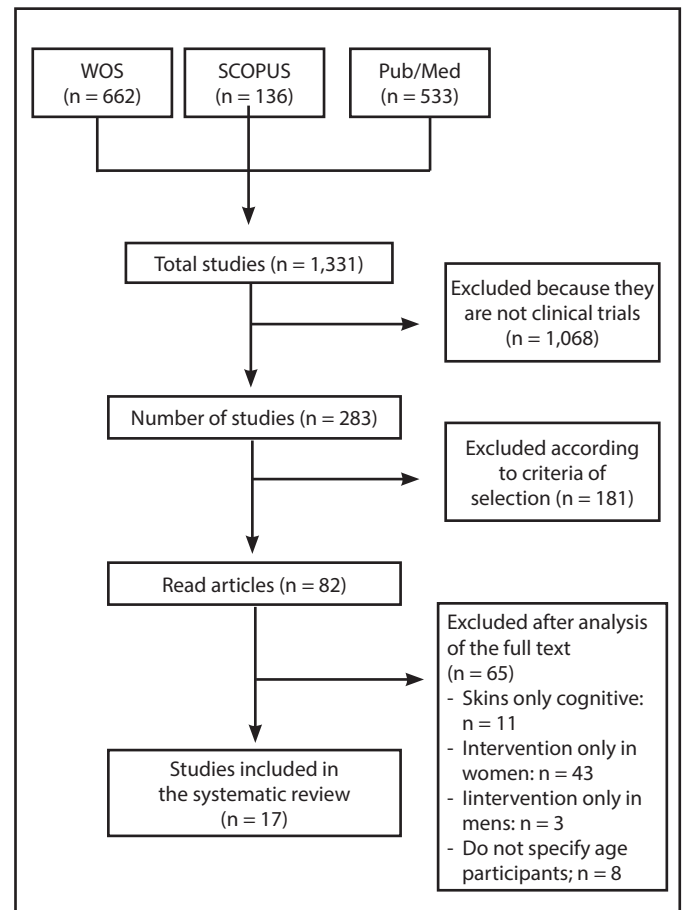 WOS
(n = 662)
SCOPUS
(n = 136)
Pub/Med
(n = 533)
Total studies (n = 1,331)
Excluded because they
are not clinical trials
(n = 1,068)
Number of studies (n = 283)
Excluded according
to criteria of
selection (n = 181)
Read articles (n = 82)
Excluded after analysis
of the full text
(n = 65)
- Skins only cognitive:
n = 11
- Intervention only in
women: n = 43
- Iintervention only in
mens: n = 3
- Do not specify age
participants; n = 8
Studies included in
the systematic review
(n = 17)